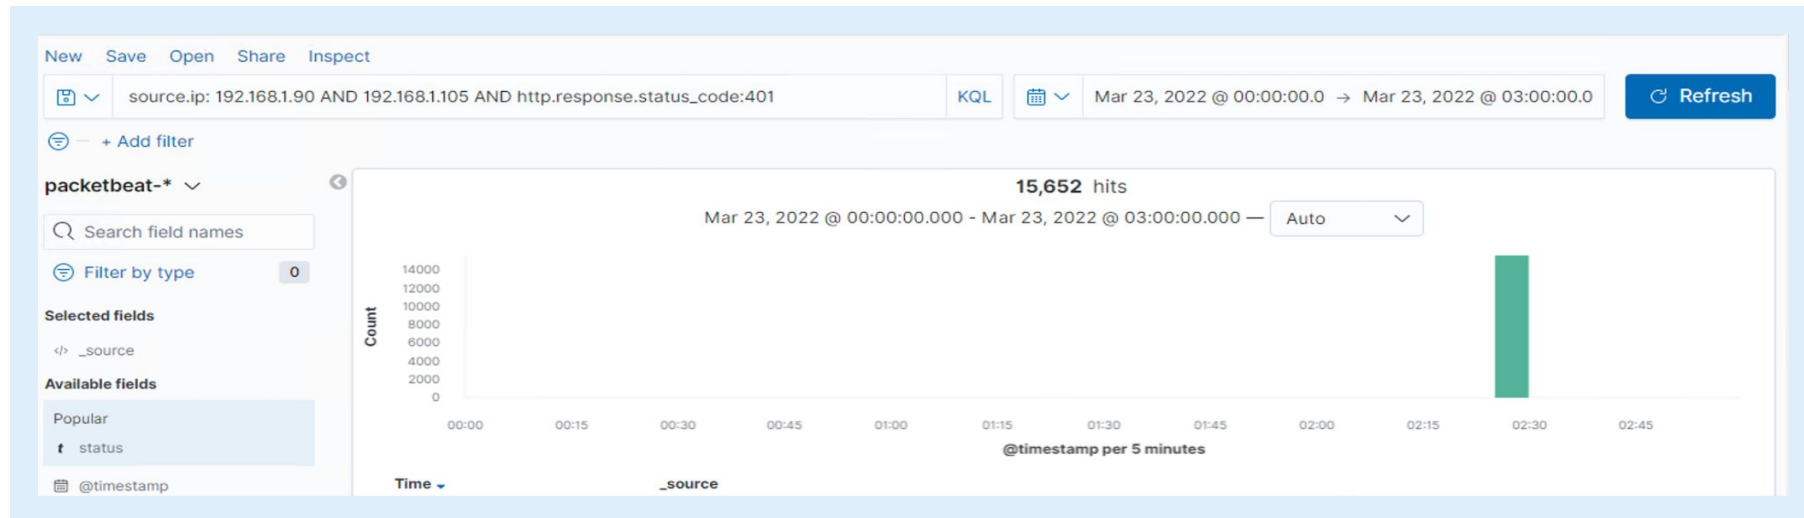 New Save Open Share Inspect
source.ip: 192.168.1.90 AND 192.168.1.105 AND http.response.status_code:401 KQL Mar 23, 2022 @ 00:00:00.0 → Mar 23, 2022 @ 03:00:00.0 Refresh
+ Add filter
packetbeat-*
Search field names
Filter by type 0
Selected fields
</> _source
Available fields
Popular
t status
@timestamp
15,652 hits
Mar 23, 2022 @ 00:00:00.000 - Mar 23, 2022 @ 03:00:00.000 — Auto
Count
14000
12000
10000
8000
6000
4000
2000
0
00:00 00:15 00:30 00:45 01:00 01:15 01:30 01:45 02:00 02:15 02:30 02:45
@timestamp per 5 minutes
Time _source